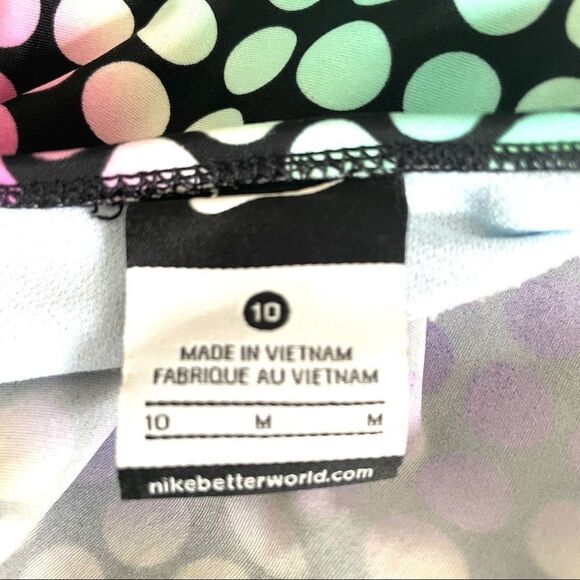 10
MADE IN VIETNAM
FABRIQUE AU VIETNAM
10 M M
nikebetterworld.com